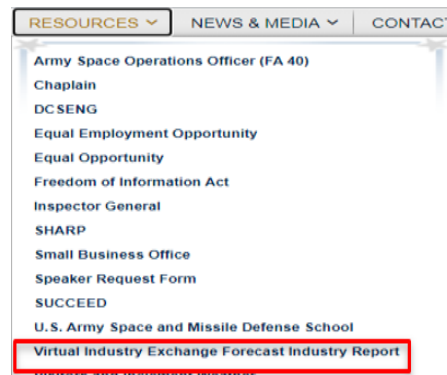 RESOURCES NEWS & MEDIA CONTACT
Army Space Operations Officer (FA 40)
Chaplain
DCSENG
Equal Employment Opportunity
Equal Opportunity
Freedom of Information Act
Inspector General
SHARP
Small Business Office
Speaker Request Form
SUCCEED
U.S. Army Space and Missile Defense School
Virtual Industry Exchange Forecast Industry Report